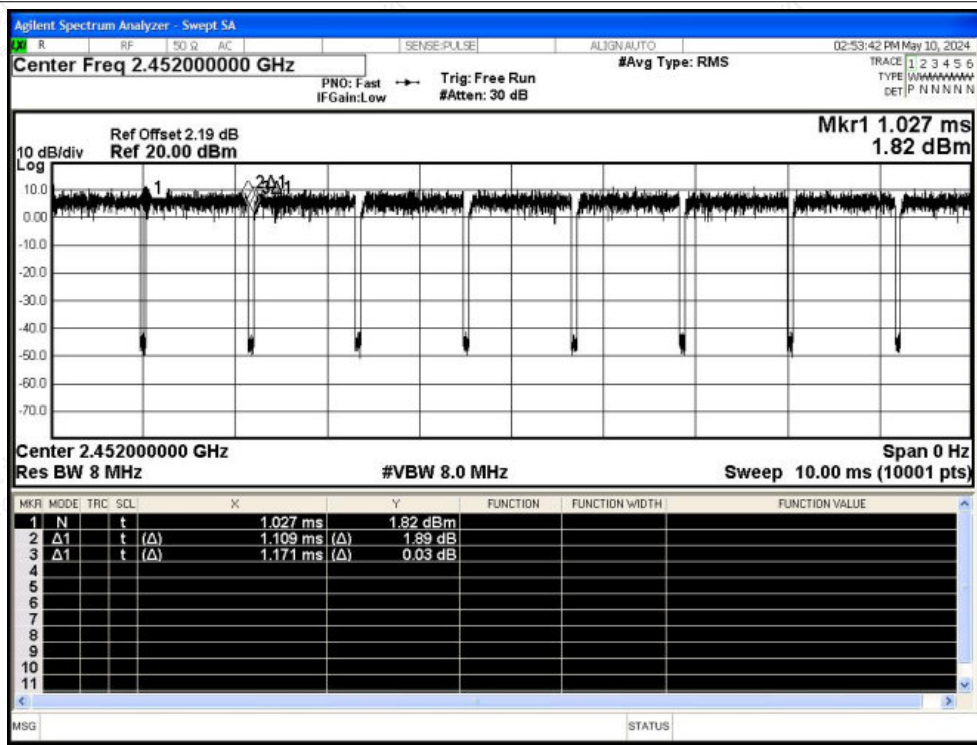 Agilent Spectrum Analyzer - Swept SA
LXI R RF 50 Ω AC SENSE:PULSE ALIGNAUTO 02:53:42 PM May 10, 2024
Center Freq 2.452000000 GHz #Avg Type: RMS TRACE 1 2 3 4 5 6
PNO: Fast Trig: Free Run TYPE WWWWWW
IFGain:Low #Atten: 30 dB DET P N N N N N
Mkr1 1.027 ms
Ref Offset 2.19 dB
10 dB/div Ref 20.00 dBm 1.82 dBm
Log
10.0
1 2Δ1 3Δ1
0.00
-10.0
-20.0
-30.0
-40.0
-50.0
-60.0
-70.0
Center 2.452000000 GHz Span 0 Hz
Res BW 8 MHz #VBW 8.0 MHz Sweep 10.00 ms (10001 pts)
MKR MODE TRC SCL X Y FUNCTION FUNCTION WIDTH FUNCTION VALUE
1 N t 1.027 ms 1.82 dBm
2 Δ1 t (Δ) 1.109 ms (Δ) 1.89 dB
3 Δ1 t (Δ) 1.171 ms (Δ) 0.03 dB
4
5
6
7
8
9
10
11
MSG STATUS